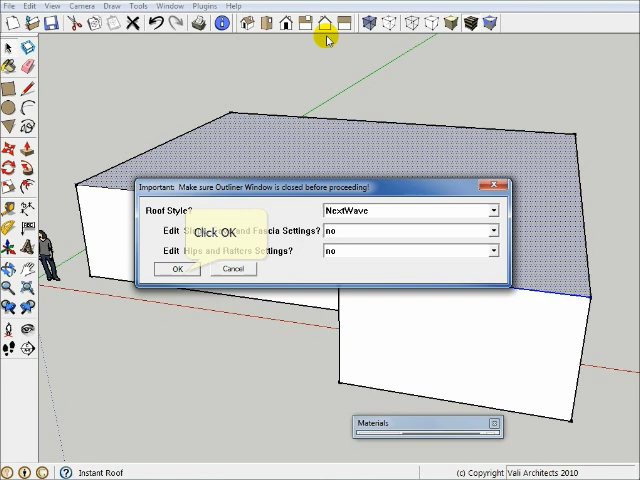 File Edit View Camera Draw Tools Window Plugins Help
Important: Make sure Outliner Window is closed before proceeding!
Roof Style? NextWave
Edit and Fascia Settings? no
Click OK
Edit Hips and Rafters Settings? no
OK Cancel
Materials
Instant Roof (c) Copyright Vali Architects 2010